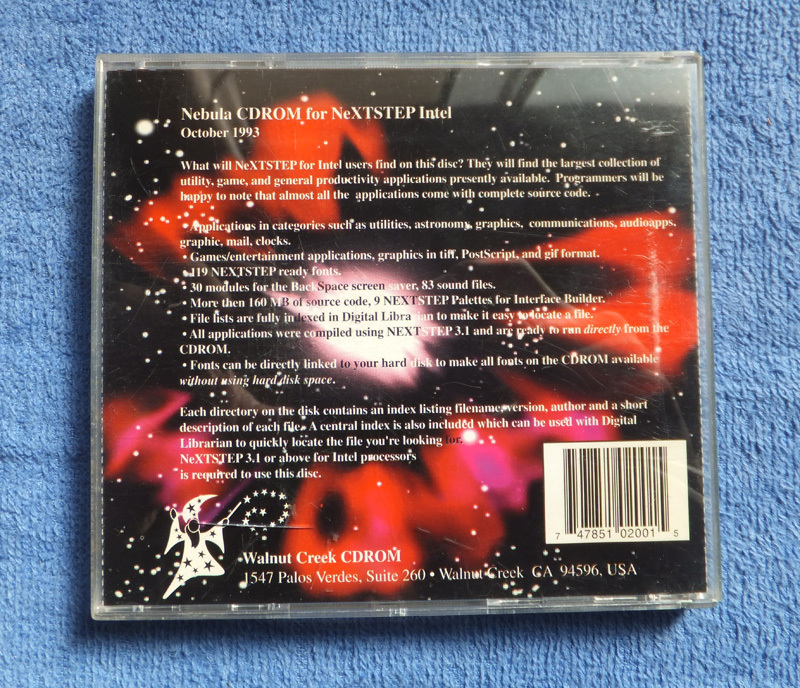 Nebula CDROM for NeXTSTEP Intel
October 1993
What will NeXTSTEP for Intel users find on this disc? They will find the largest collection of
utility, game, and general productivity applications presently available. Programmers will be
happy to note that almost all the applications come with complete source code.
• Applications in categories such as utilities, astronomy, graphics, communications, audioapps,
graphic, mail, clocks.
• Games/entertainment applications, graphics in tiff, PostScript, and gif format.
• 119 NEXTSTEP ready fonts.
• 30 modules for the BackSpace screen saver, 83 sound files.
• More then 160 MB of source code, 9 NEXTSTEP Palettes for Interface Builder.
• File lists are fully indexed in Digital Librarian to make it easy to locate a file.
• All applications were compiled using NEXTSTEP 3.1 and are ready to run directly from the
CDROM.
• Fonts can be directly linked to your hard disk to make all fonts on the CDROM available
without using hard disk space.
Each directory on the disk contains an index listing filename, version, author and a short
description of each file. A central index is also included which can be used with Digital
Librarian to quickly locate the file you're looking for.
NeXTSTEP 3.1 or above for Intel processors
is required to use this disc.
7 47851 02001 5
Walnut Creek CDROM
1547 Palos Verdes, Suite 260 • Walnut Creek CA 94596, USA